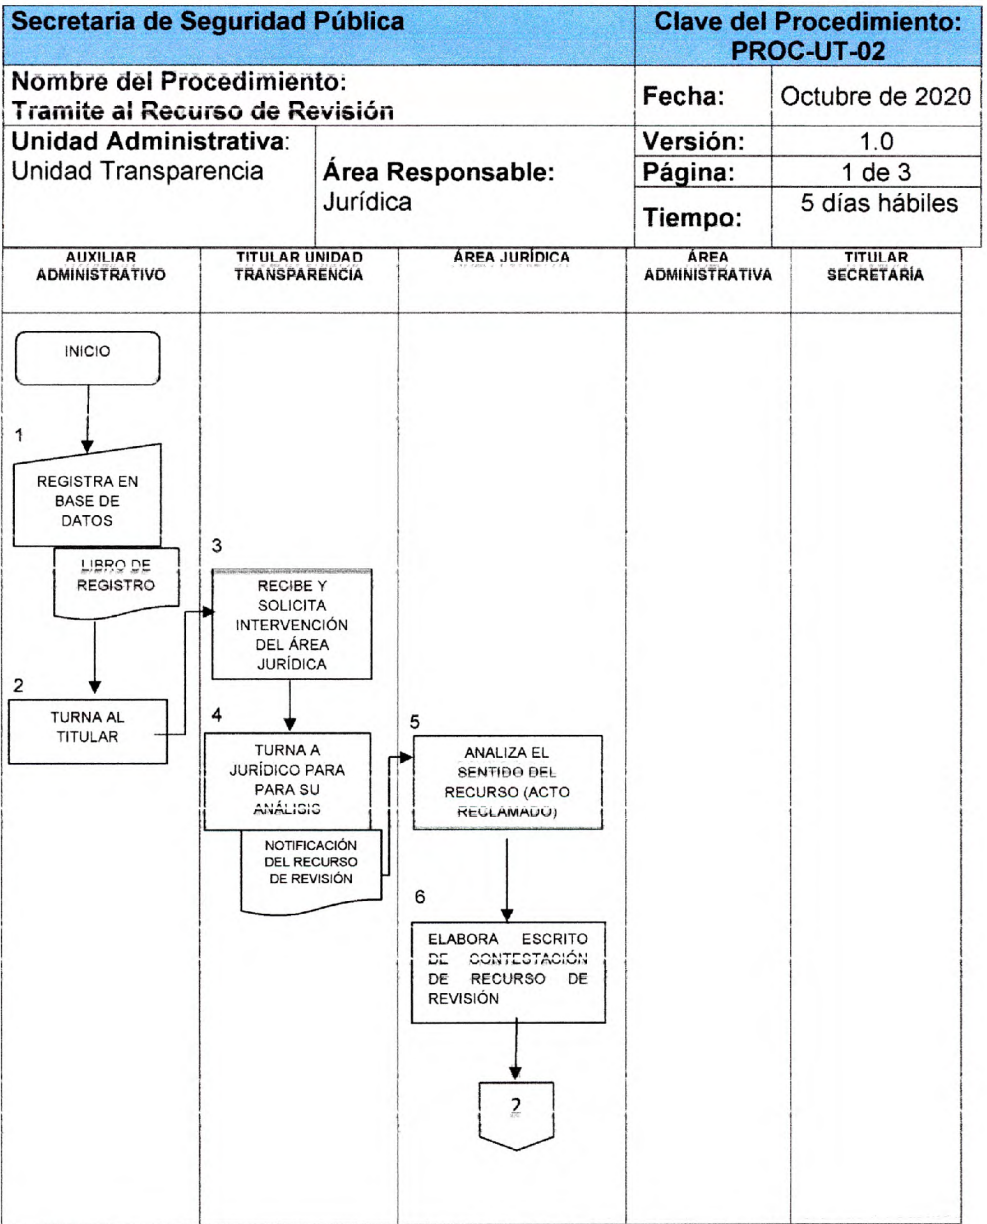 Secretaria de Seguridad Pública
Clave del Procedimiento:
PROC-UT-02
Nombre del Procedimiento:
Tramite al Recurso de Revisión
Fecha:
Octubre de 2020
Unidad Administrativa:
Unidad Transparencia
Área Responsable:
Jurídica
Versión:
1.0
Página:
1 de 3
Tiempo:
5 días hábiles
AUXILIAR
ADMINISTRATIVO
TITULAR UNIDAD
TRANSPARENCIA
ÁREA JURÍDICA
ÁREA
ADMINISTRATIVA
TITULAR
SECRETARÍA
INICIO
1
REGISTRA EN
BASE DE
DATOS
LIBRO DE
REGISTRO
2
TURNA AL
TITULAR
3
RECIBE Y
SOLICITA
INTERVENCIÓN
DEL ÁREA
JURÍDICA
4
TURNA A
JURÍDICO PARA
PARA SU
ANÁLISIS
NOTIFICACIÓN
DEL RECURSO
DE REVISIÓN
5
ANALIZA EL
SENTIDO DEL
RECURSO (ACTO
RECLAMADO)
6
ELABORA ESCRITO
DE CONTESTACIÓN
DE RECURSO DE
REVISIÓN
2